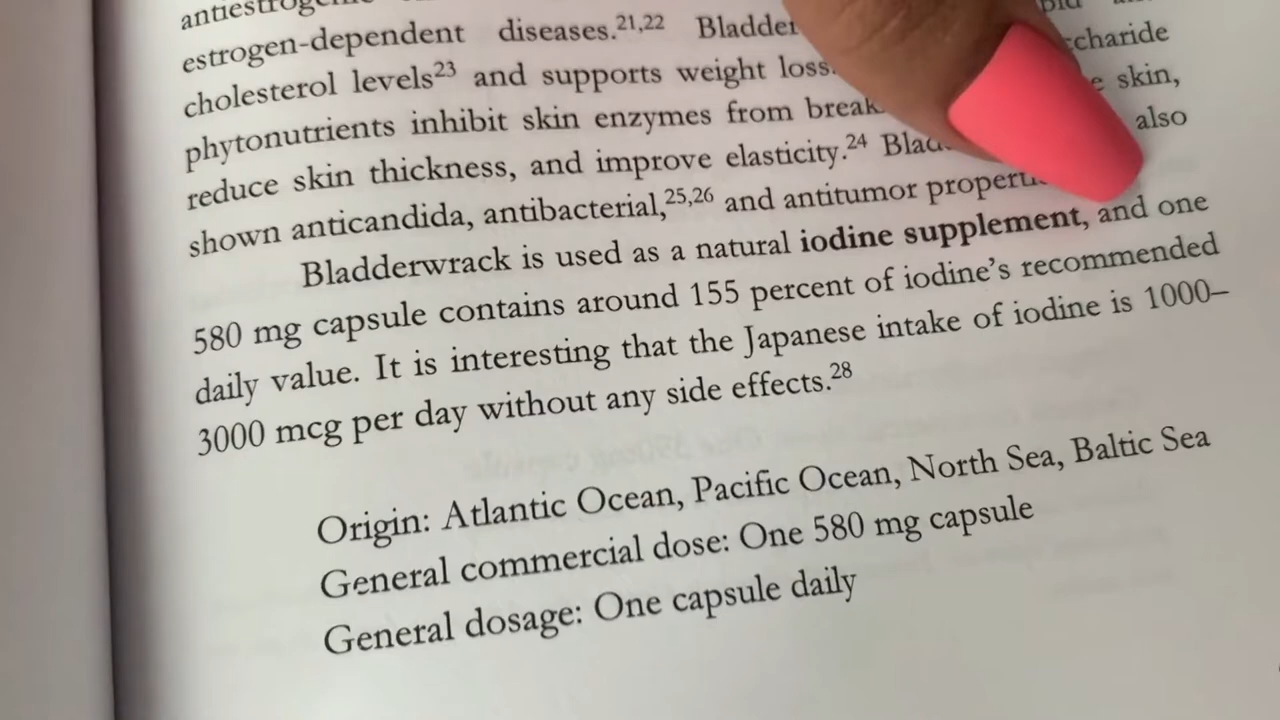 estrogen-dependent diseases.21,22 Bladder
cholesterol levels23 and supports weight loss.
phytonutrients inhibit skin enzymes from break skin,
reduce skin thickness, and improve elasticity.24 also
shown anticandida, antibacterial,25,26 and antitumor
Bladderwrack is used as a natural iodine supplement, and one
580 mg capsule contains around 155 percent of iodine's recommended
daily value. It is interesting that the Japanese intake of iodine is 1000–
3000 mcg per day without any side effects.28
Origin: Atlantic Ocean, Pacific Ocean, North Sea, Baltic Sea
General commercial dose: One 580 mg capsule
General dosage: One capsule daily